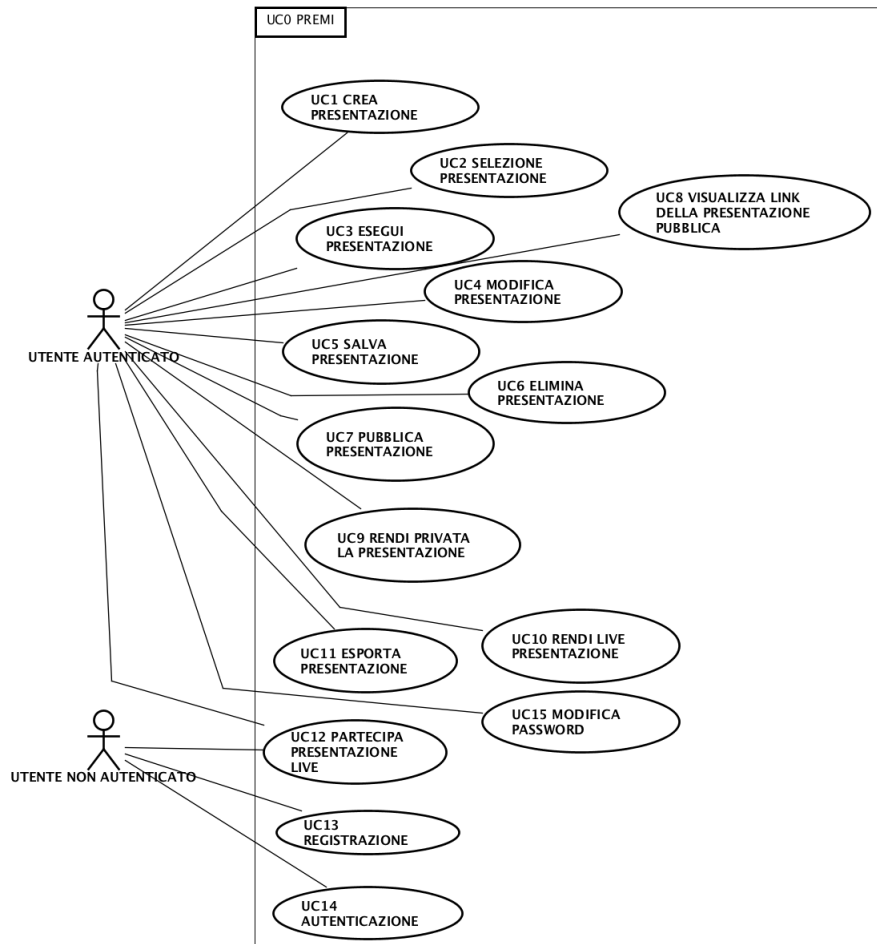 UC0 PREMI
UC1 CREA
PRESENTAZIONE
UC2 SELEZIONE
PRESENTAZIONE
UC8 VISUALIZZA LINK
DELLA PRESENTAZIONE
PUBBLICA
UC3 ESEGUI
PRESENTAZIONE
UC4 MODIFICA
PRESENTAZIONE
UTENTE AUTENTICATO
UC5 SALVA
PRESENTAZIONE
UC6 ELIMINA
PRESENTAZIONE
UC7 PUBBLICA
PRESENTAZIONE
UC9 RENDI PRIVATA
LA PRESENTAZIONE
UC10 RENDI LIVE
PRESENTAZIONE
UC11 ESPORTA
PRESENTAZIONE
UC15 MODIFICA
PASSWORD
UC12 PARTECIPA
PRESENTAZIONE
LIVE
UTENTE NON AUTENTICATO
UC13
REGISTRAZIONE
UC14
AUTENTICAZIONE